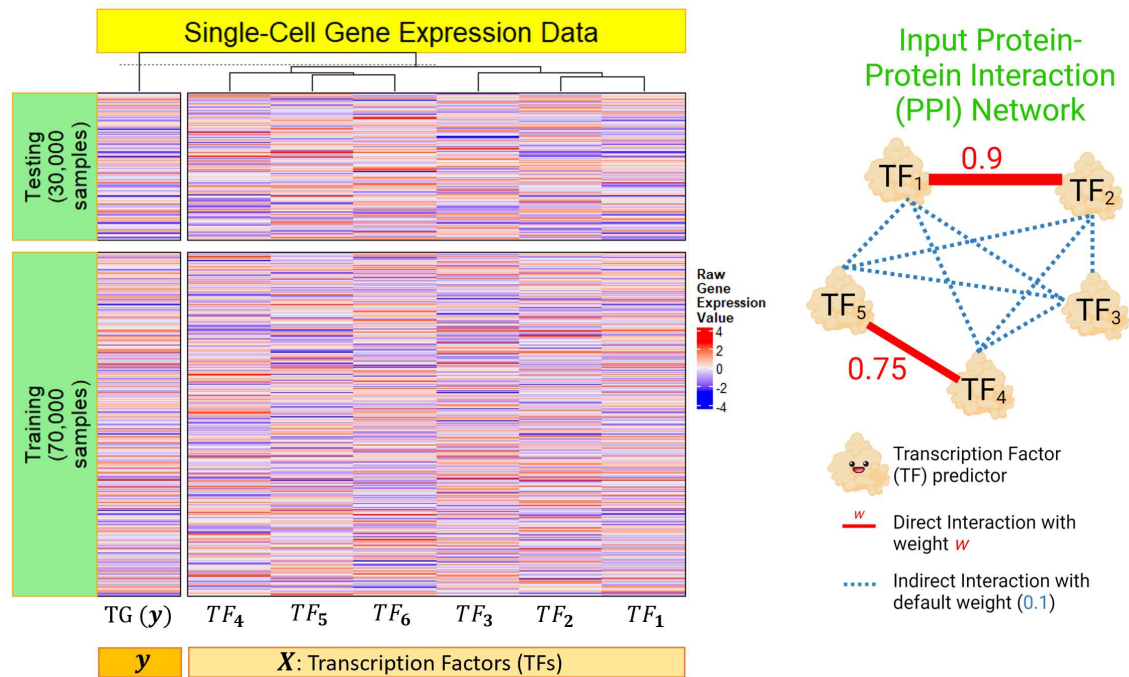 Single-Cell Gene Expression Data
Testing
(30,000
samples)
Training
(70,000
samples)
Raw
Gene
Expression
Value
4
2
0
-2
-4
TG (y)
TF₄
TF₅
TF₆
TF₃
TF₂
TF₁
y
X: Transcription Factors (TFs)
Input Protein-
Protein Interaction
(PPI) Network
0.9
TF₁
TF₂
TF₅
TF₃
0.75
TF₄
Transcription Factor
(TF) predictor
w
Direct Interaction with
weight w
Indirect Interaction with
default weight (0.1)